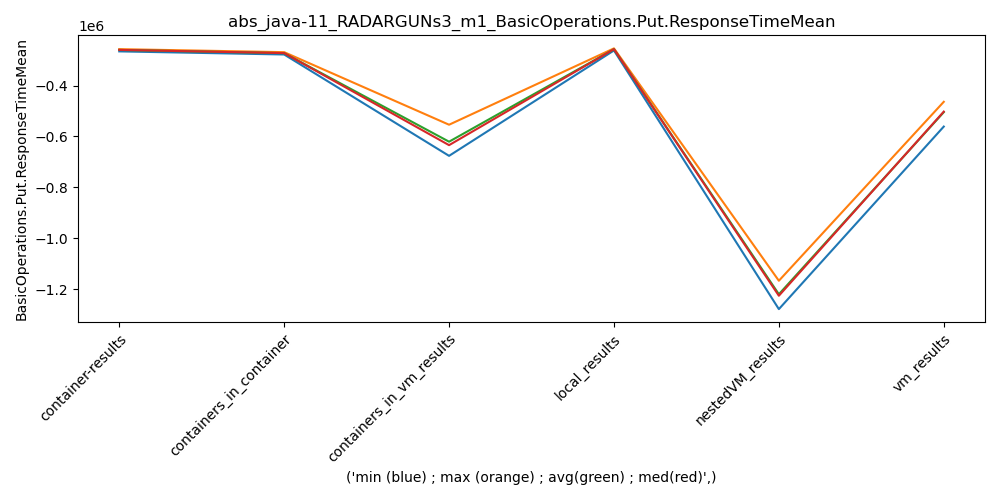 abs_java-11_RADARGUNs3_m1_BasicOperations.Put.ResponseTimeMean
1e6
BasicOperations.Put.ResponseTimeMean
−0.4
−0.6
−0.8
−1.0
−1.2
container-results
containers_in_container
containers_in_vm_results
local_results
nestedVM_results
vm_results
('min (blue) ; max (orange) ; avg(green) ; med(red)',)